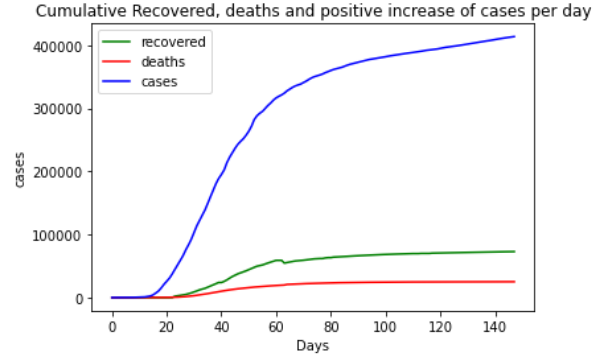 Cumulative Recovered, deaths and positive increase of cases per day
400000
recovered
deaths
cases
300000
cases
200000
100000
0
0 20 40 60 80 100 120 140
Days